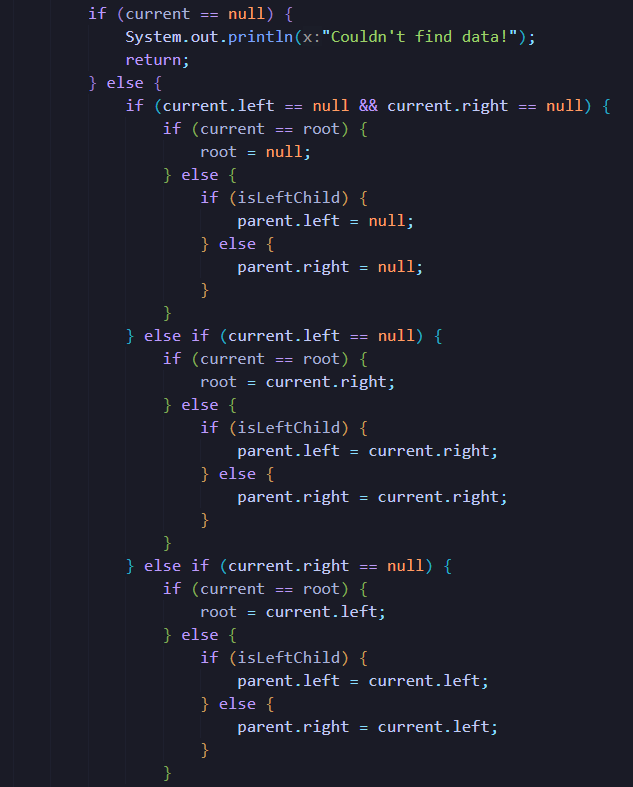 if (current == null) {
System.out.println(x:"Couldn't find data!");
return;
} else {
if (current.left == null && current.right == null) {
if (current == root) {
root = null;
} else {
if (isLeftChild) {
parent.left = null;
} else {
parent.right = null;
}
}
} else if (current.left == null) {
if (current == root) {
root = current.right;
} else {
if (isLeftChild) {
parent.left = current.right;
} else {
parent.right = current.right;
}
}
} else if (current.right == null) {
if (current == root) {
root = current.left;
} else {
if (isLeftChild) {
parent.left = current.left;
} else {
parent.right = current.left;
}
}